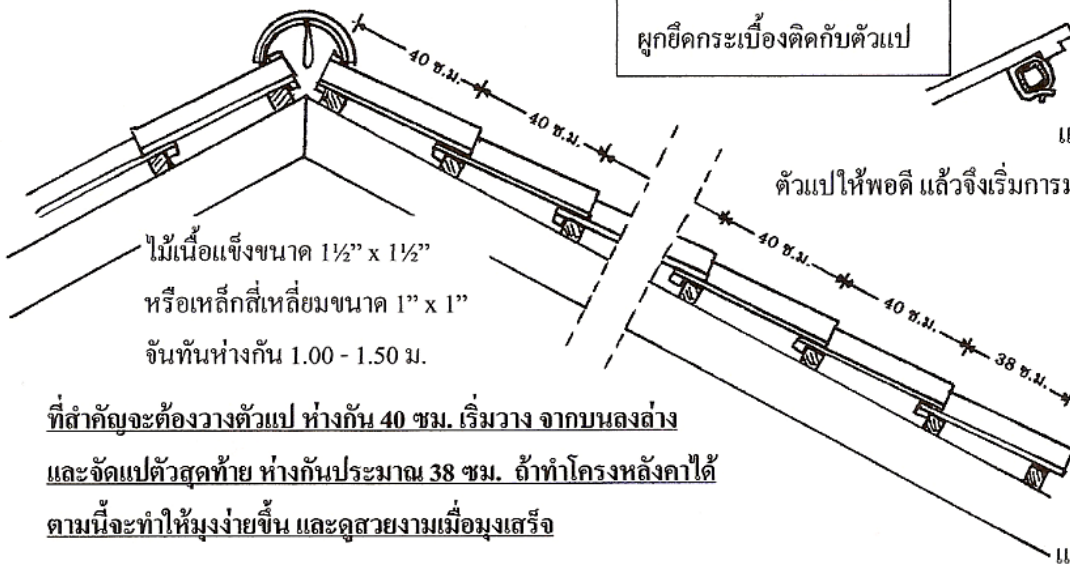 ผูกยึดกระเบื้องติดกับตัวแป
40 ซ.ม.
40 ซ.ม.
แ
ตัวแปให้พอดี แล้วจึงเริ่มการม
40 ซ.ม.
40 ซ.ม.
38 ซ.ม.
ไม้เนื้อแข็งขนาด 1½” x 1½”
หรือเหล็กสี่เหลี่ยมขนาด 1” x 1”
จันทันห่างกัน 1.00 - 1.50 ม.
ที่สำคัญจะต้องวางตัวแป ห่างกัน 40 ซม. เริ่มวาง จากบนลงล่าง
และจัดแปตัวสุดท้าย ห่างกันประมาณ 38 ซม. ถ้าทำโครงหลังคาได้
ตามนี้จะทำให้มุงง่ายขึ้น และดูสวยงามเมื่อมุงเสร็จ
แ